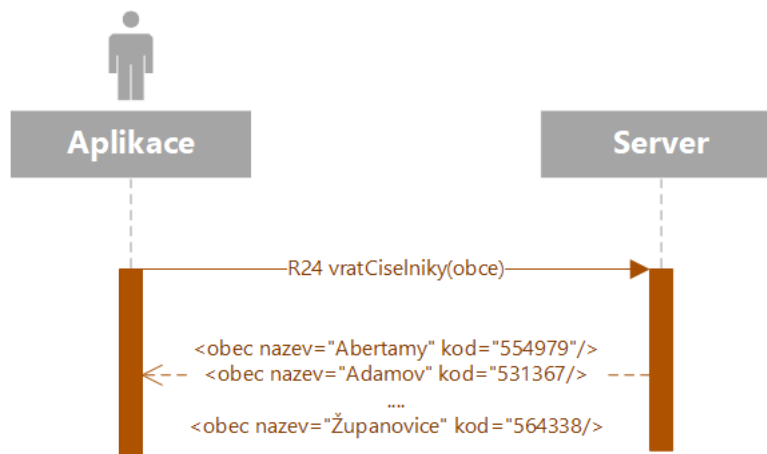 Aplikace
Server
R24 vratCiselniky(obce)
<obec nazev="Abertamy" kod="554979"/>
<obec nazev="Adamov" kod="531367/>
....
<obec nazev="Županovice" kod="564338/>